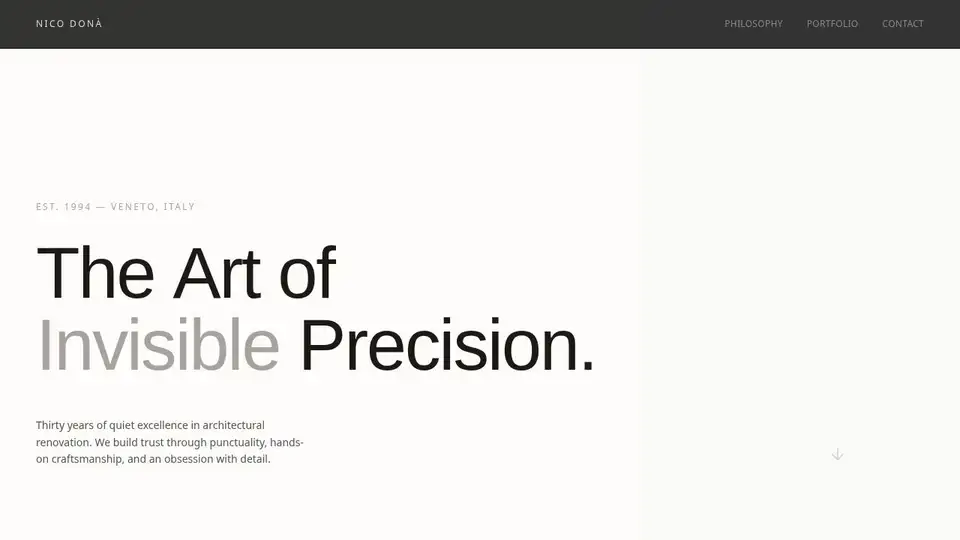 NICO DONÀ
PHILOSOPHY PORTFOLIO CONTACT
EST. 1994 — VENETO, ITALY
The Art of
Invisible Precision.
Thirty years of quiet excellence in architectural
renovation. We build trust through punctuality, hands-
on craftsmanship, and an obsession with detail.